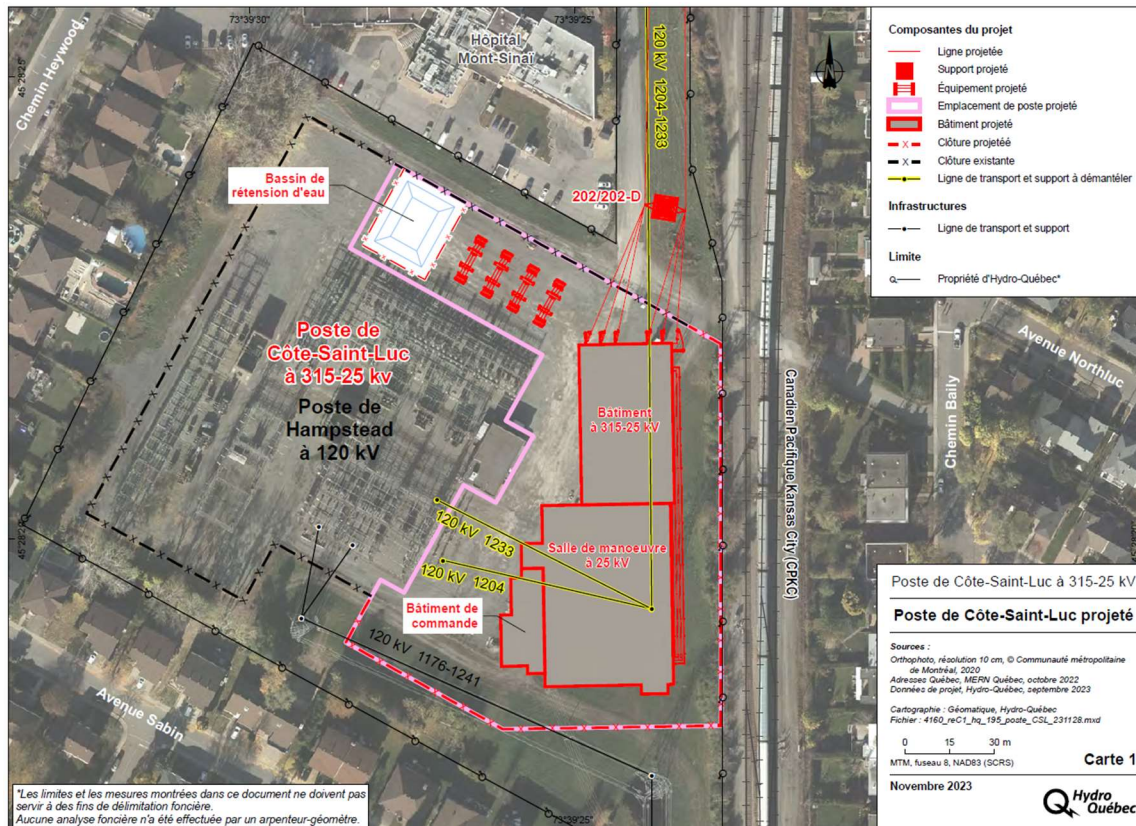 73°39'30"
73°39'25"
45°28'25"
Chemin Heywood
Hôpital
Mont-Sinaï
120 kV 1204-1233
Bassin de
rétension d'eau
202/202-D
Poste de
Côte-Saint-Luc
à 315-25 kv
Poste de
Hampstead
à 120 kV
Bâtiment
à 315-25 kV
Canadien Pacifique Kansas City (CPKC)
Chemin Baily
Avenue Northluc
45°28'20"
120 kV 1233
Salle de manoeuvre
à 25 kV
120 kV 1204
Bâtiment de
commande
120 kV 1176-1241
Avenue Sabin
73°39'25"
*Les limites et les mesures montrées dans ce document ne doivent pas
servir à des fins de délimitation foncière.
Aucune analyse foncière n'a été effectuée par un arpenteur-géomètre.
Composantes du projet
Ligne projetée
Support projeté
Équipement projeté
Emplacement de poste projeté
Bâtiment projeté
Clôture projetéé
Clôture existante
Ligne de transport et support à démanteler
Infrastructures
Ligne de transport et support
Limite
Propriété d'Hydro-Québec*
Poste de Côte-Saint-Luc à 315-25 kV
Poste de Côte-Saint-Luc projeté
Sources :
Orthophoto, résolution 10 cm, © Communauté métropolitaine
de Montréal, 2020
Adresses Québec, MERN Québec, octobre 2022
Données de projet, Hydro-Québec, septembre 2023
Cartographie : Géomatique, Hydro-Québec
Fichier : 4160_reC1_hq_195_poste_CSL_231128.mxd
0 15 30 m
MTM, fuseau 8, NAD83 (SCRS)
Carte 1
Novembre 2023
Hydro
Québec